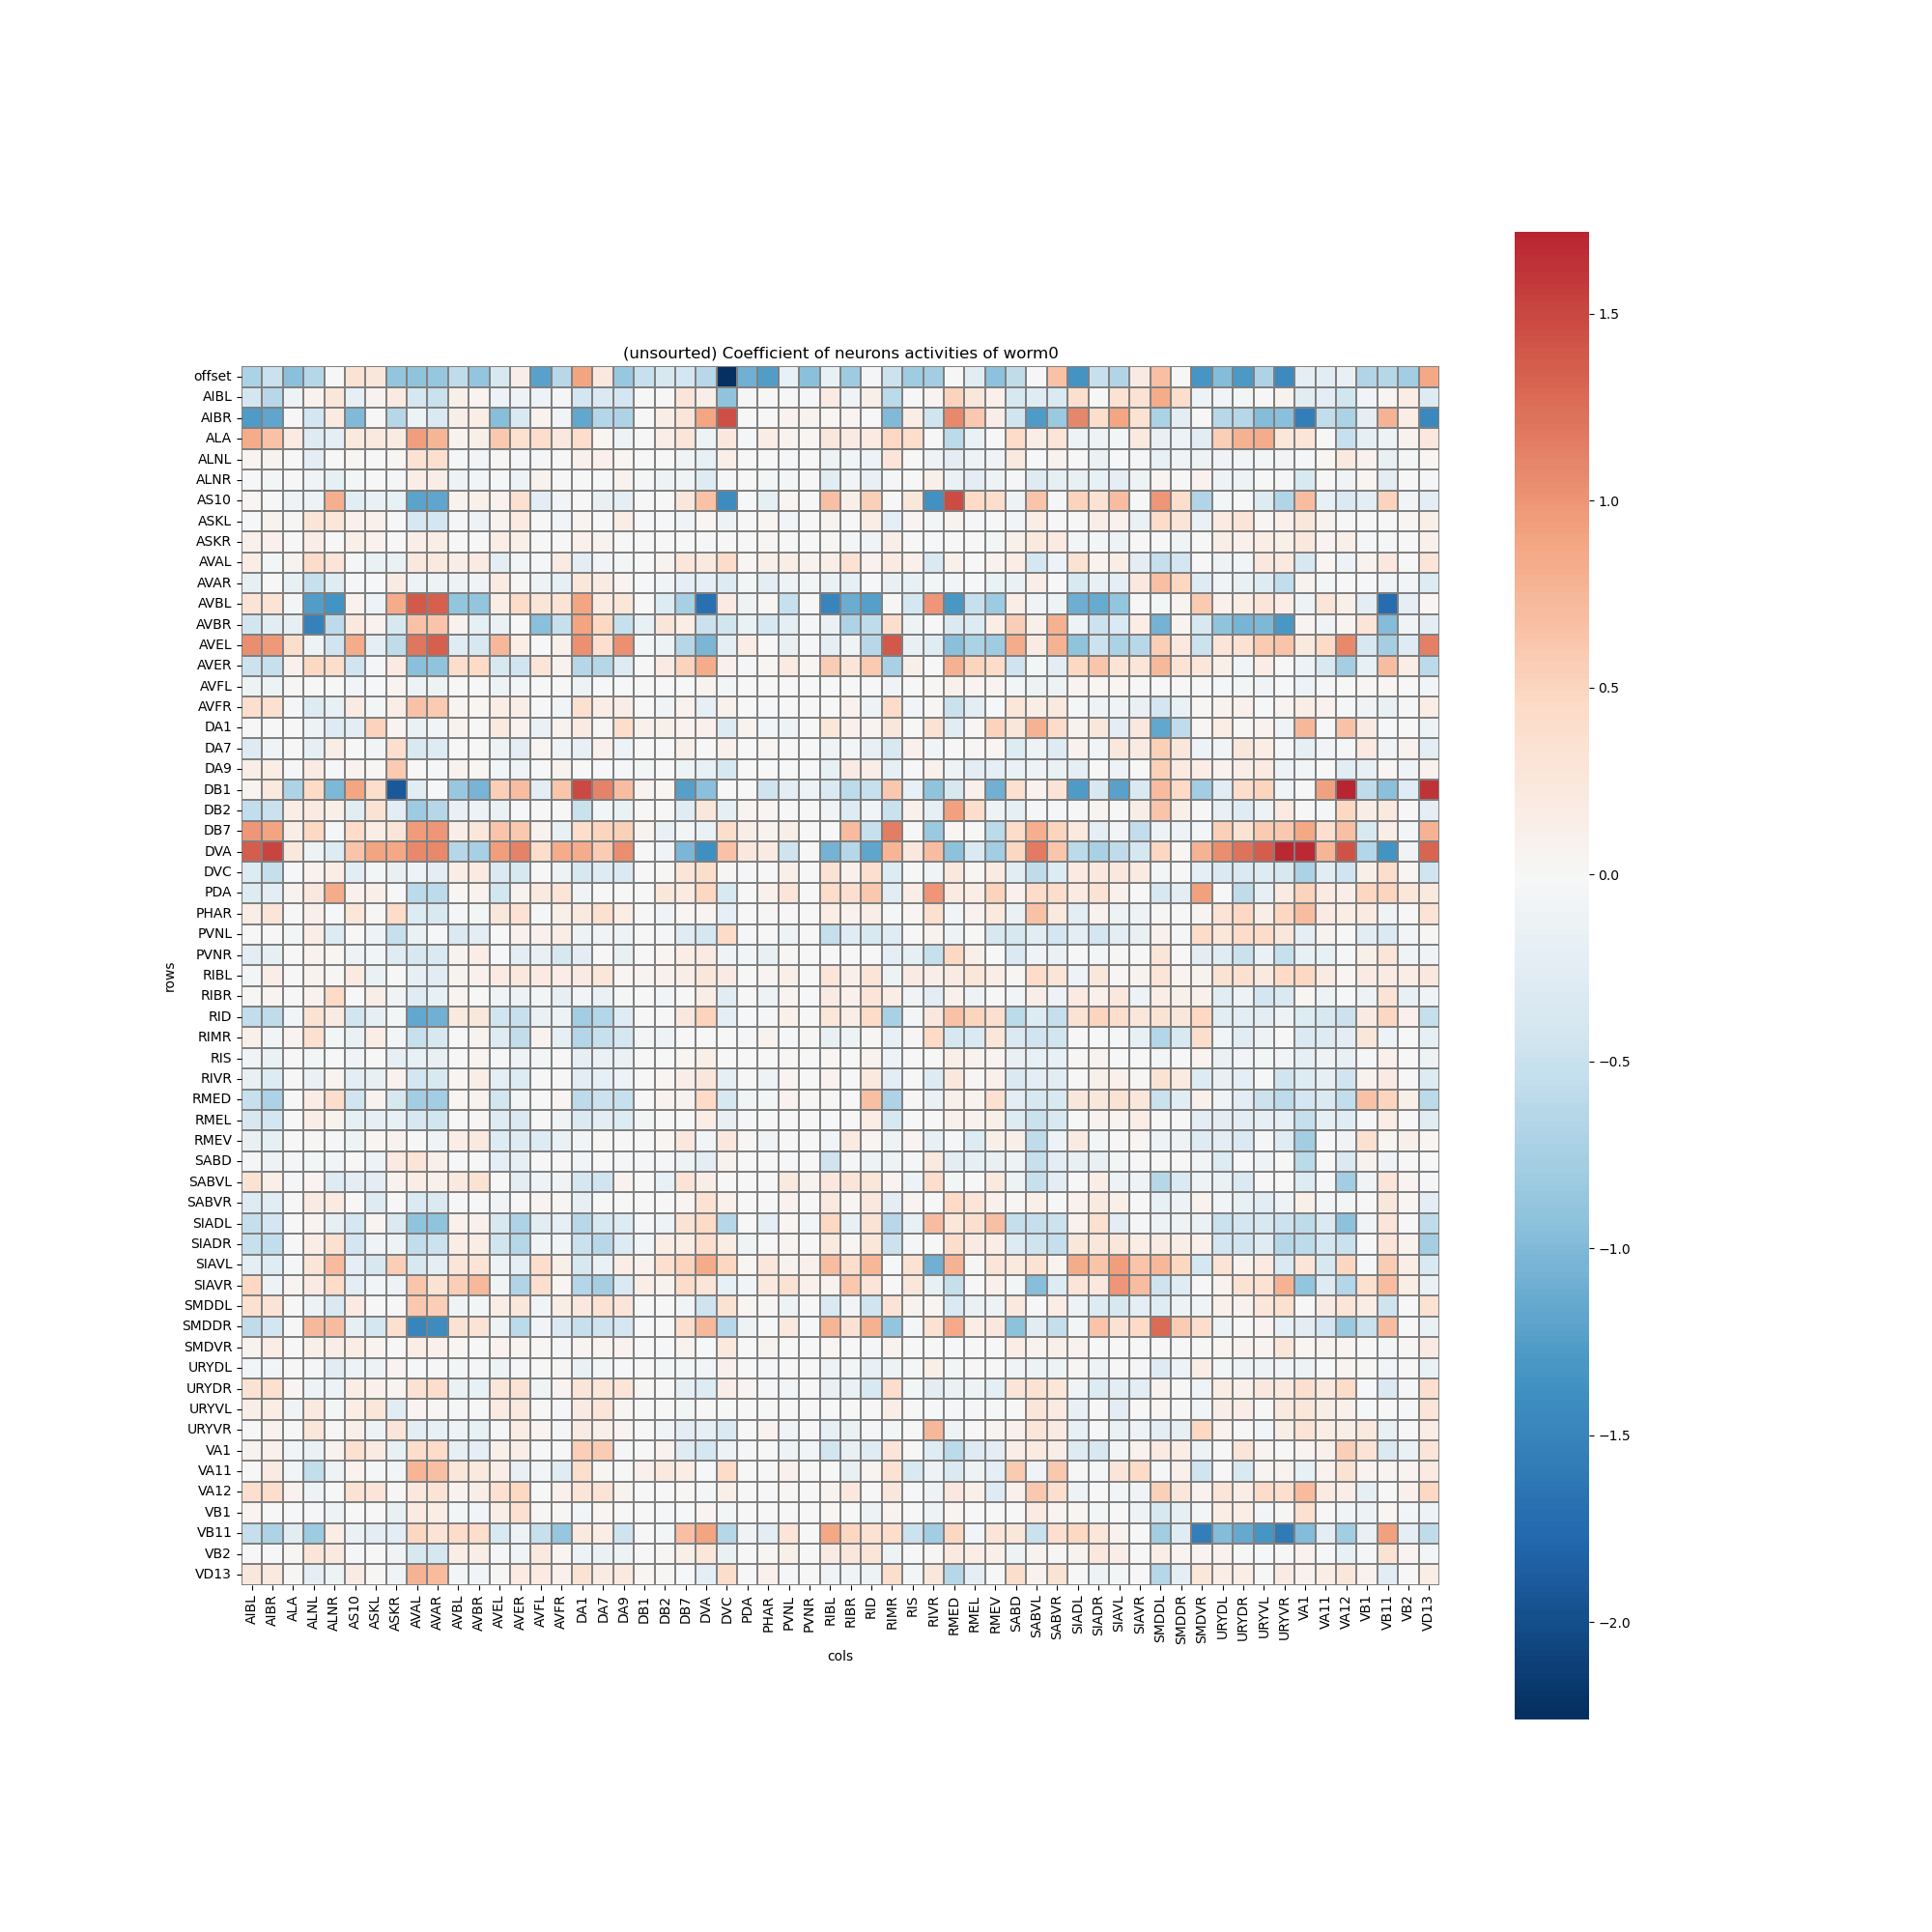 (unsourted) Coefficient of neurons activities of worm0
offset
AIBL
AIBR
ALA
ALNL
ALNR
AS10
ASKL
ASKR
AVAL
AVAR
AVBL
AVBR
AVEL
AVER
AVFL
AVFR
DA1
DA7
DA9
DB1
DB2
DB7
DVA
DVC
PDA
PHAR
PVNL
PVNR
RIBL
RIBR
RID
RIMR
RIS
RIVR
RMED
RMEL
RMEV
SABD
SABVL
SABVR
SIADL
SIADR
SIAVL
SIAVR
SMDDL
SMDDR
SMDVR
URYDL
URYDR
URYVL
URYVR
VA1
VA11
VA12
VB1
VB11
VB2
VD13
rows
AIBL AIBR ALA ALNL ALNR AS10 ASKL ASKR AVAL AVAR AVBL AVBR AVEL AVER AVFL AVFR DA1 DA7 DA9 DB1 DB2 DB7 DVA DVC PDA PHAR PVNL PVNR RIBL RIBR RID RIMR RIS RIVR RMED RMEL RMEV SABD SABVL SABVR SIADL SIADR SIAVL SIAVR SMDDL SMDDR SMDVR URYDL URYDR URYVL URYVR VA1 VA11 VA12 VB1 VB11 VB2 VD13
cols
1.5
1.0
0.5
0.0
−0.5
−1.0
−1.5
−2.0